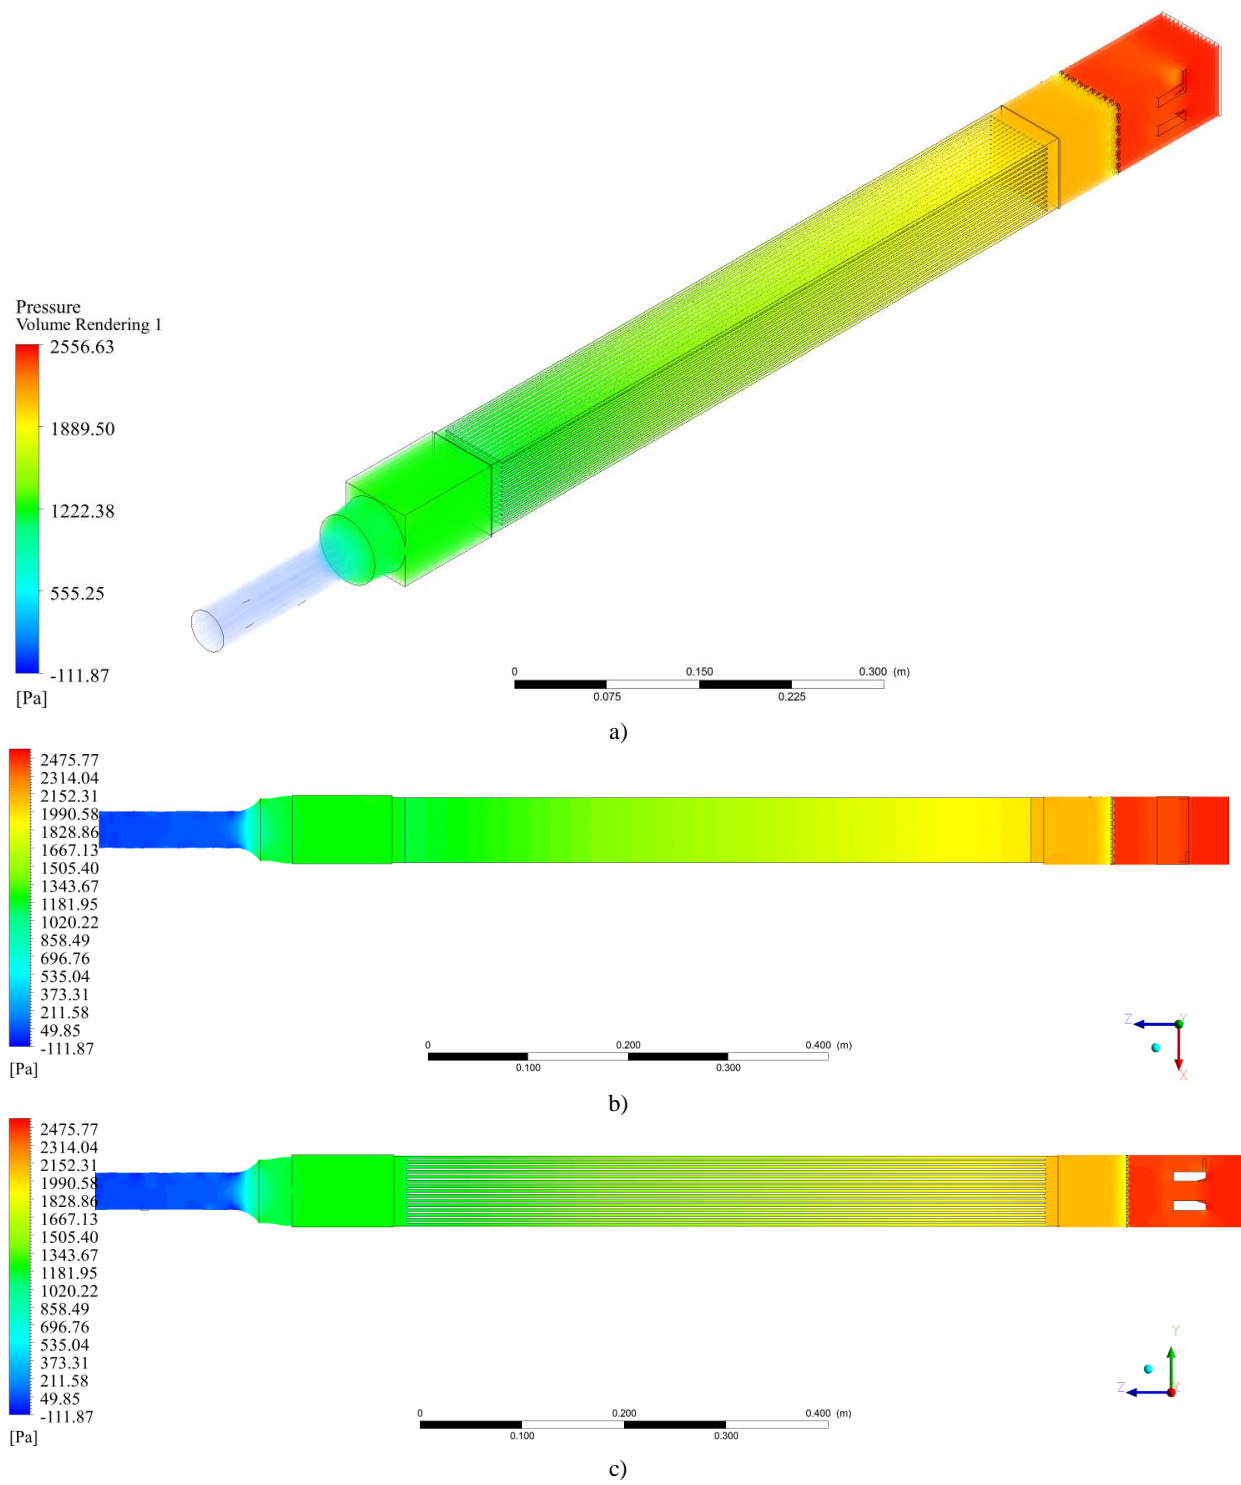 Pressure
Volume Rendering 1
2556.63
1889.50
1222.38
555.25
-111.87
[Pa]
0 0.150 0.300 (m)
0.075 0.225
a)
2475.77
2314.04
2152.31
1990.58
1828.86
1667.13
1505.40
1343.67
1181.95
1020.22
858.49
696.76
535.04
373.31
211.58
49.85
-111.87
[Pa]
Z Y
X
0 0.200 0.400 (m)
0.100 0.300
b)
2475.77
2314.04
2152.31
1990.58
1828.86
1667.13
1505.40
1343.67
1181.95
1020.22
858.49
696.76
535.04
373.31
211.58
49.85
-111.87
[Pa]
Y
Z X
0 0.200 0.400 (m)
0.100 0.300
c)